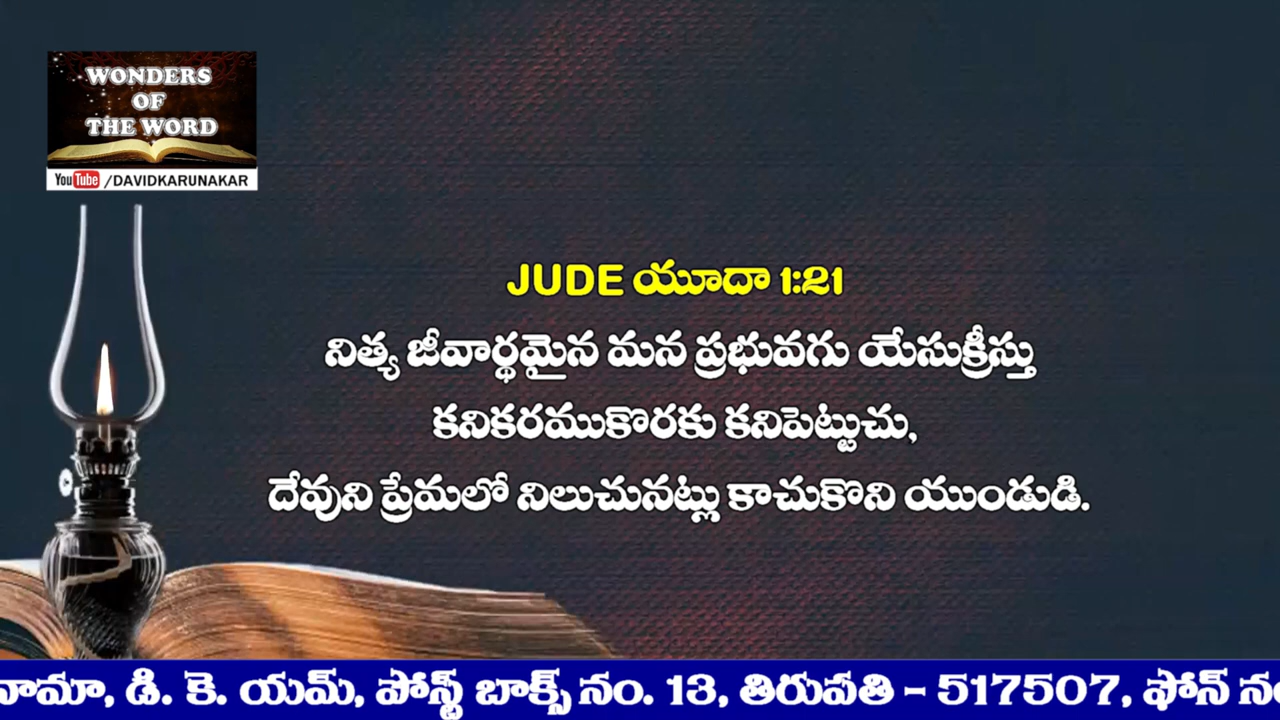 WONDERS
OF
THE WORD
YouTube /DAVIDKARUNAKAR
JUDE యూదా 1:21
నిత్య జీవార్థమైన మన ప్రభువగు యేసుక్రీస్తు
కనికరముకొరకు కనిపెట్టుచు,
దేవుని ప్రేమలో నిలుచునట్లు కాచుకొని యుండుడి.
నామా, డి. కె. యమ్, పోస్ట్ బాక్స్ నం. 13, తిరుపతి - 517507, ఫోన్ నం